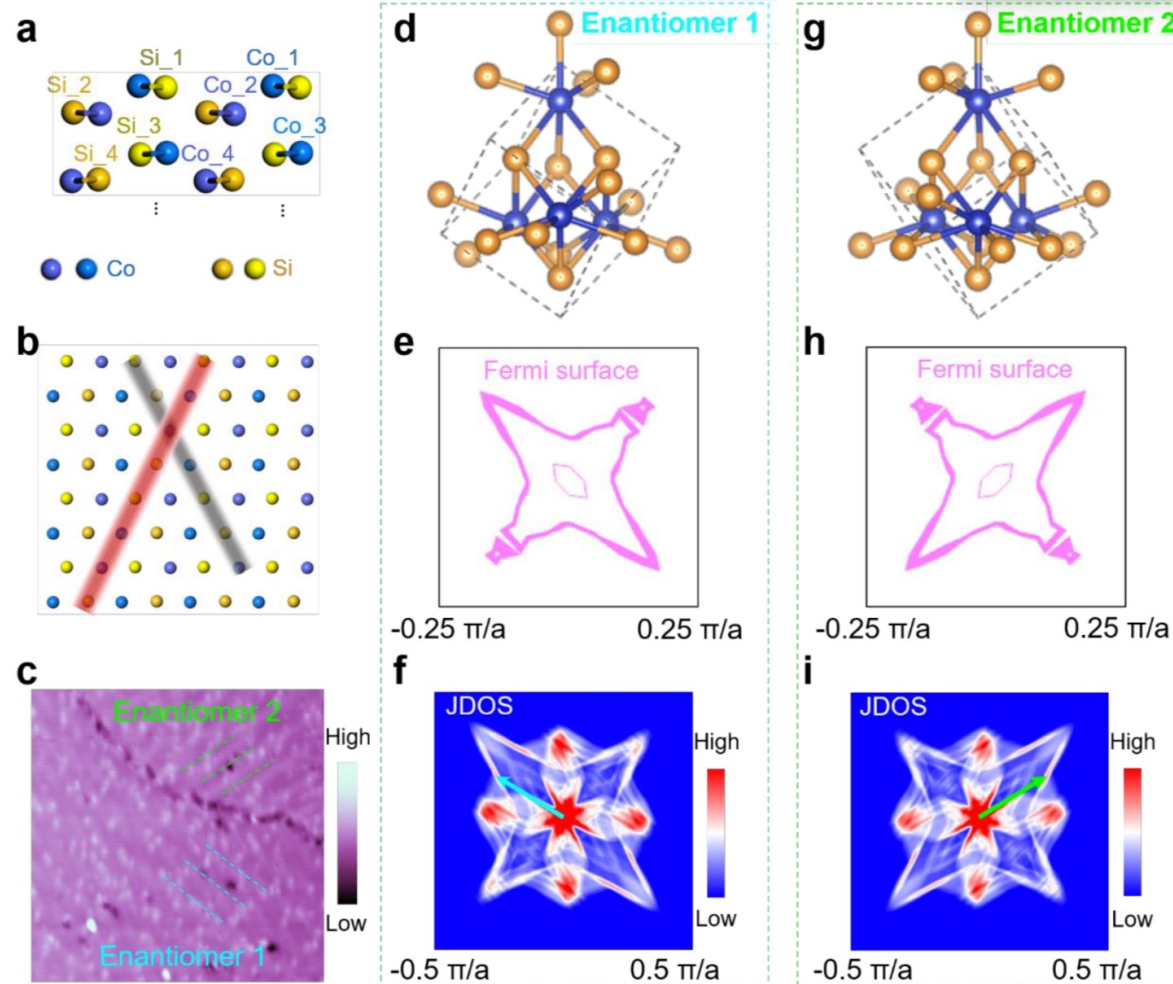 a
Si_1
Co_1
Si_2
Co_2
Si_3
Co_3
Si_4
Co_4
⋮
⋮
Co
Si
b
c
Enantiomer 2
Enantiomer 1
High
Low
d
Enantiomer 1
e
Fermi surface
-0.25 π/a
0.25 π/a
f
JDOS
High
Low
-0.5 π/a
0.5 π/a
g
Enantiomer 2
h
Fermi surface
-0.25 π/a
0.25 π/a
i
JDOS
High
Low
-0.5 π/a
0.5 π/a